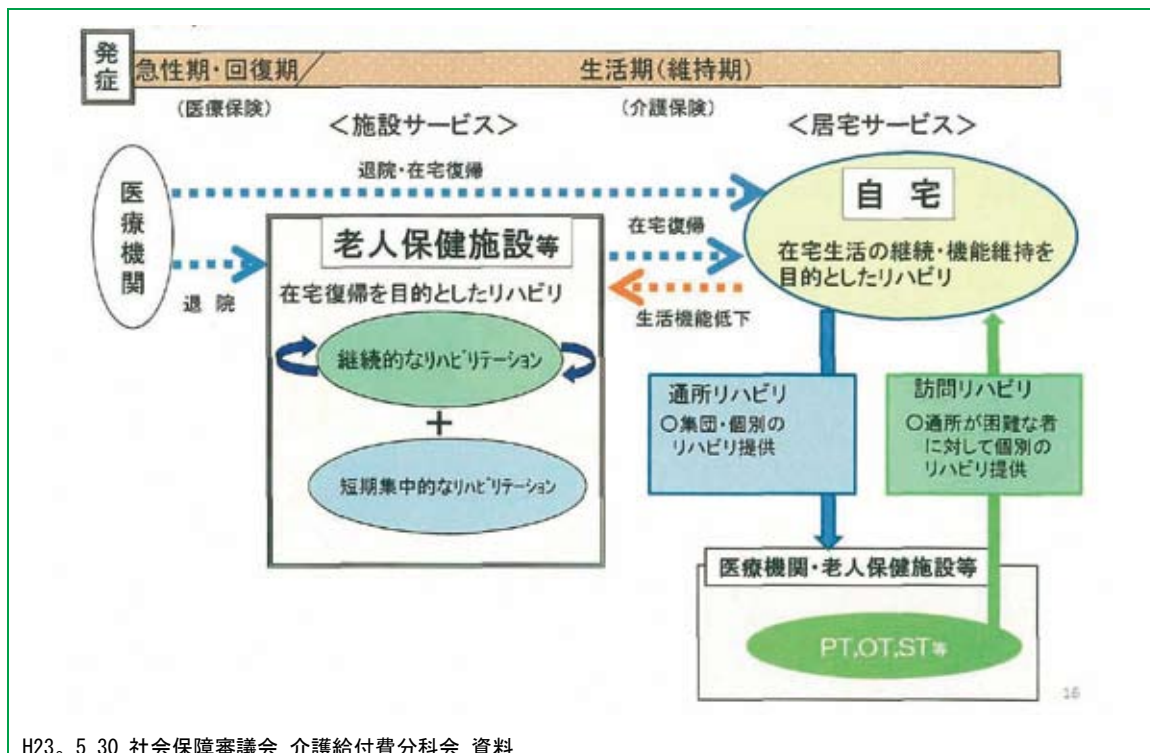 発症
急性期・回復期
生活期(維持期)
(医療保険)
(介護保険)
＜施設サービス＞
＜居宅サービス＞
医療機関
退院・在宅復帰
退 院
老人保健施設等
在宅復帰を目的としたリハビリ
継続的なﾘﾊﾋﾞﾘﾃｰｼｮﾝ
＋
短期集中的なﾘﾊﾋﾞﾘﾃｰｼｮﾝ
在宅復帰
生活機能低下
自 宅
在宅生活の継続・機能維持を
目的としたリハビリ
通所リハビリ
○集団・個別の
リハビリ提供
訪問リハビリ
○通所が困難な者
に対して個別の
リハビリ提供
医療機関・老人保健施設等
PT,OT,ST等
16
H23。5 30 社会保障審議会 介護給付費分科会 資料